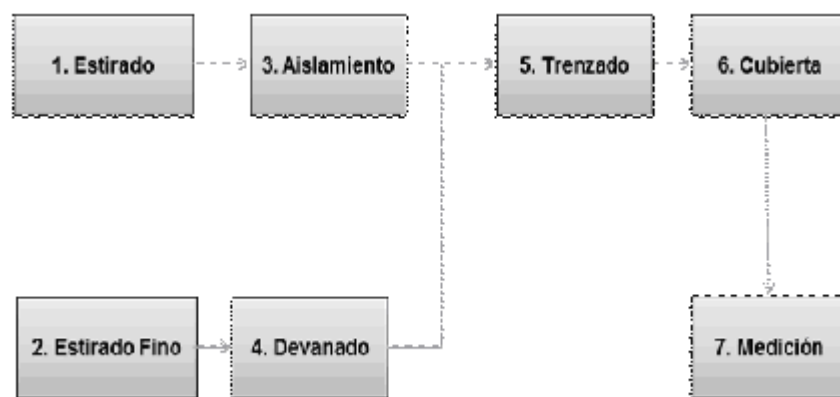 1. Estirado
3. Aislamiento
5. Trenzado
6. Cubierta
2. Estirado Fino
4. Devanado
7. Medición